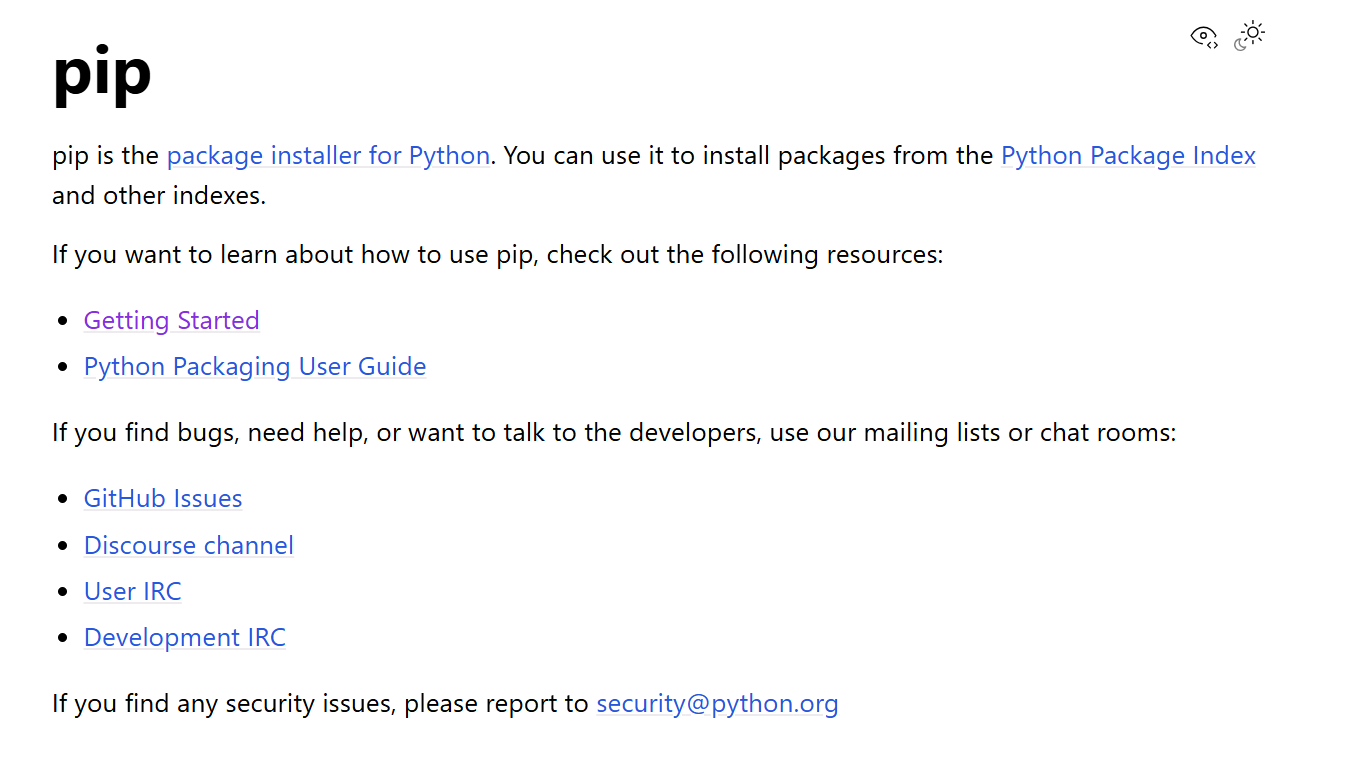 pip
pip is the package installer for Python. You can use it to install packages from the Python Package Index
and other indexes.
If you want to learn about how to use pip, check out the following resources:
• Getting Started
• Python Packaging User Guide
If you find bugs, need help, or want to talk to the developers, use our mailing lists or chat rooms:
• GitHub Issues
• Discourse channel
• User IRC
• Development IRC
If you find any security issues, please report to security@python.org